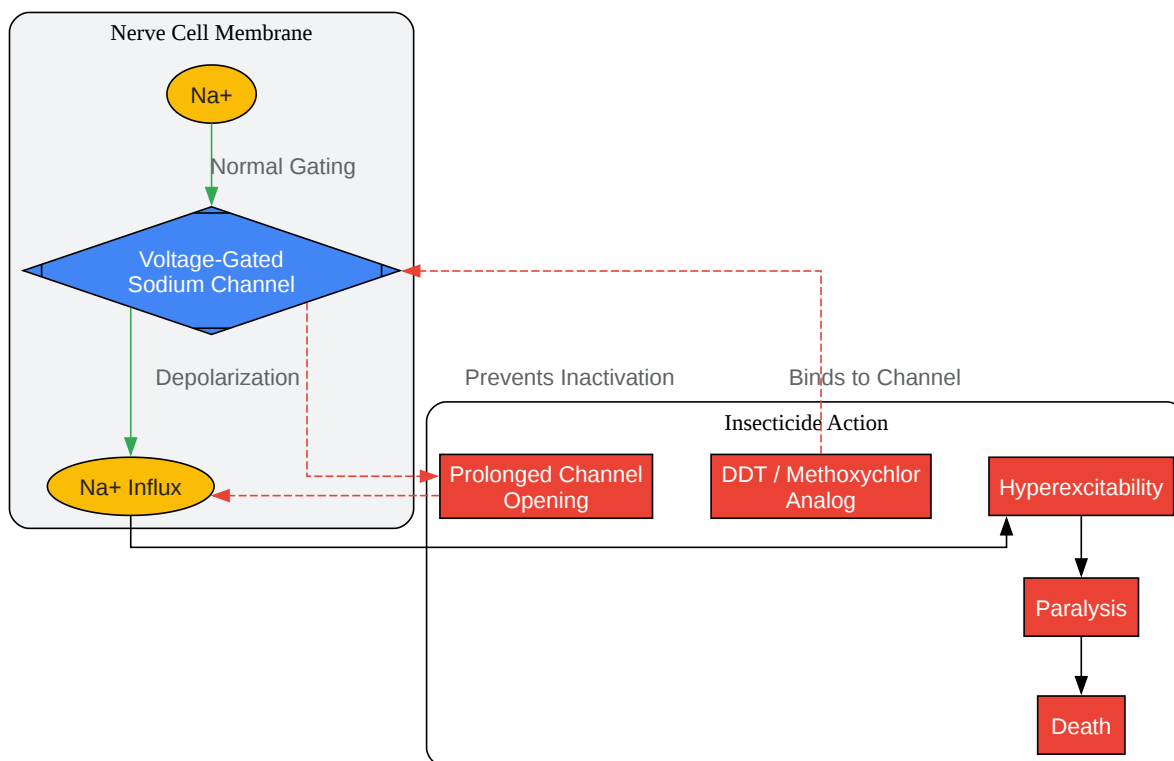 Nerve Cell Membrane
Na+
Normal Gating
Voltage-Gated
Sodium Channel
Depolarization
Prevents Inactivation
Binds to Channel
Insecticide Action
Na+ Influx
Prolonged Channel
Opening
DDT / Methoxychlor
Analog
Hyperexcitability
Paralysis
Death